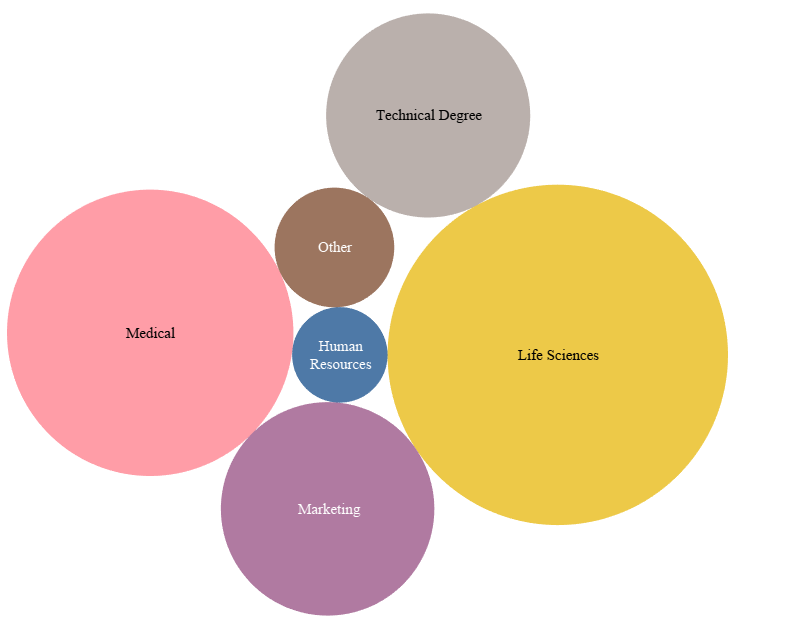 Technical Degree
Other
Medical
Human
Resources
Life Sciences
Marketing